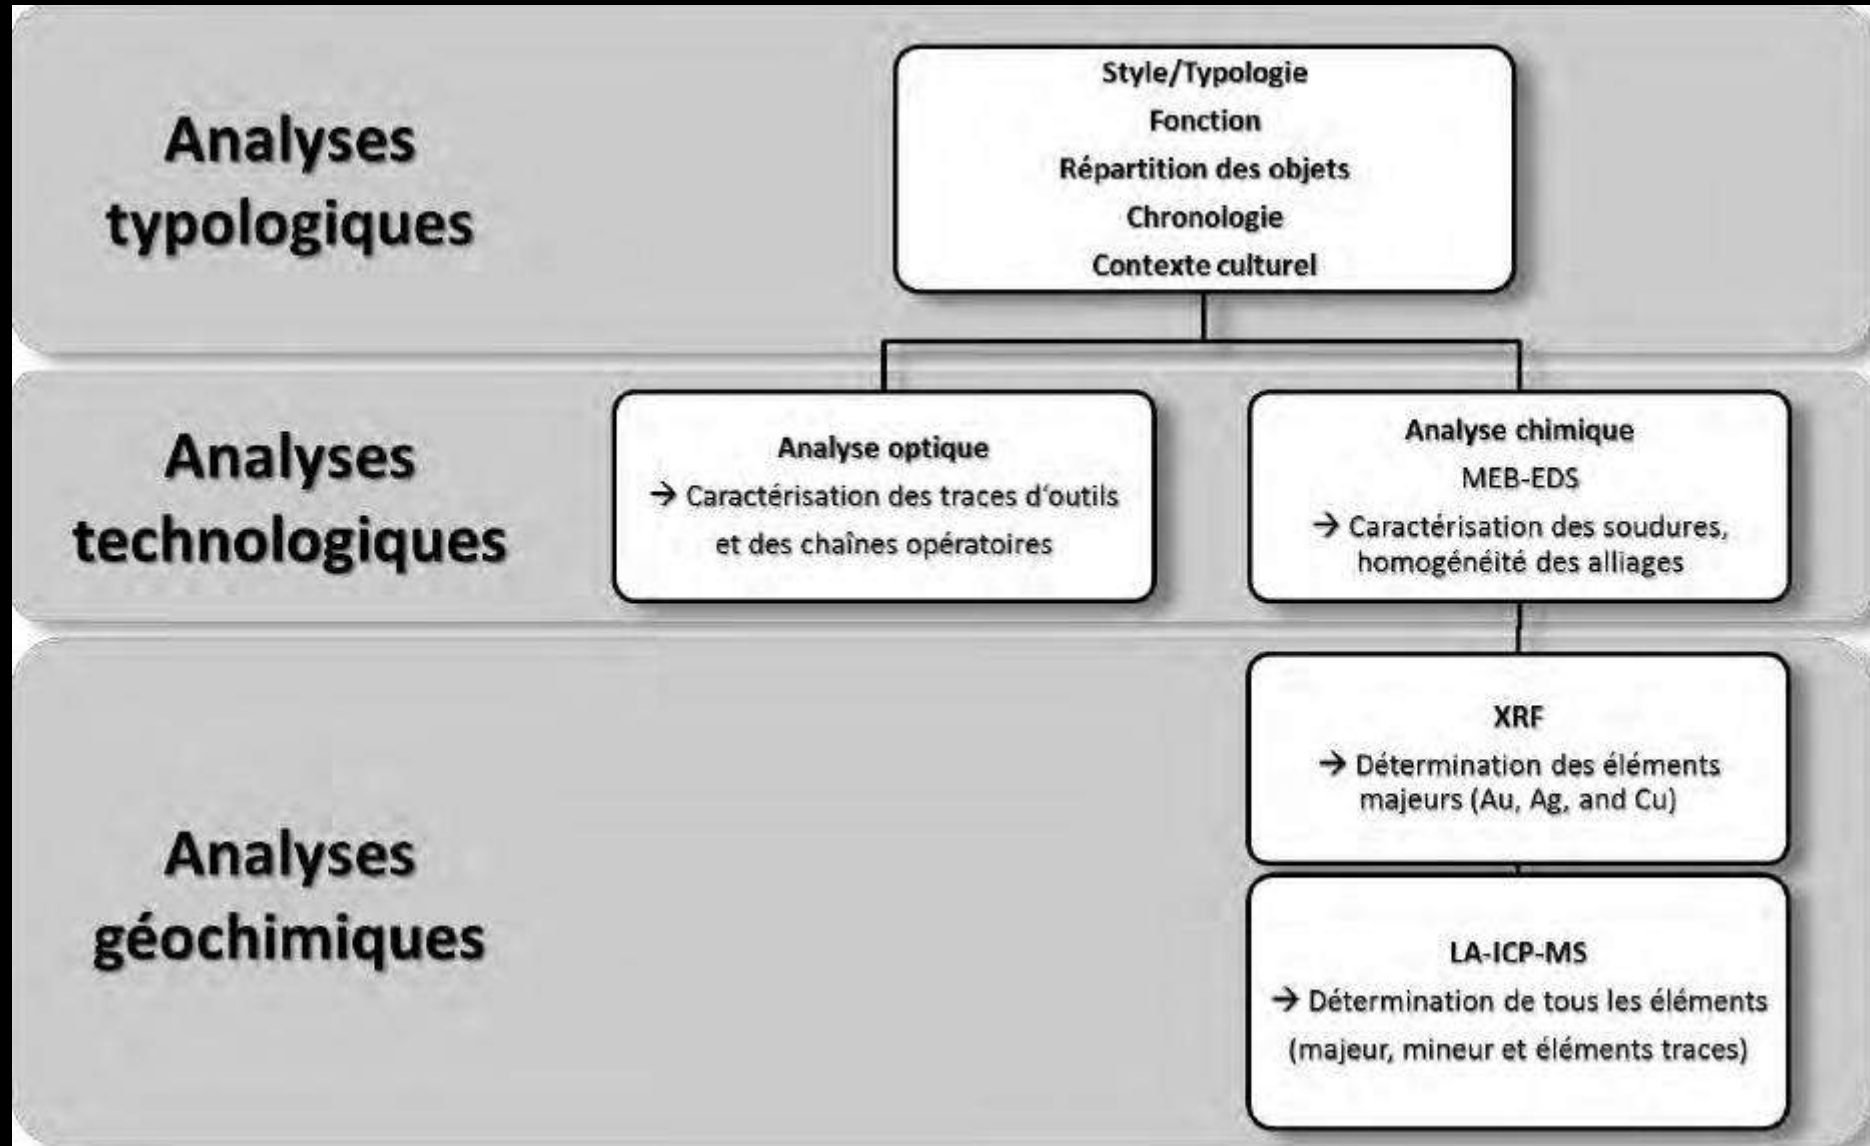 Analyses
typologiques
Style/Typologie
Fonction
Répartition des objets
Chronologie
Contexte culturel
Analyses
technologiques
Analyse optique
→ Caractérisation des traces d‘outils
et des chaînes opératoires
Analyse chimique
MEB-EDS
→ Caractérisation des soudures,
homogénéité des alliages
Analyses
géochimiques
XRF
→ Détermination des éléments
majeurs (Au, Ag, and Cu)
LA-ICP-MS
→ Détermination de tous les éléments
(majeur, mineur et éléments traces)